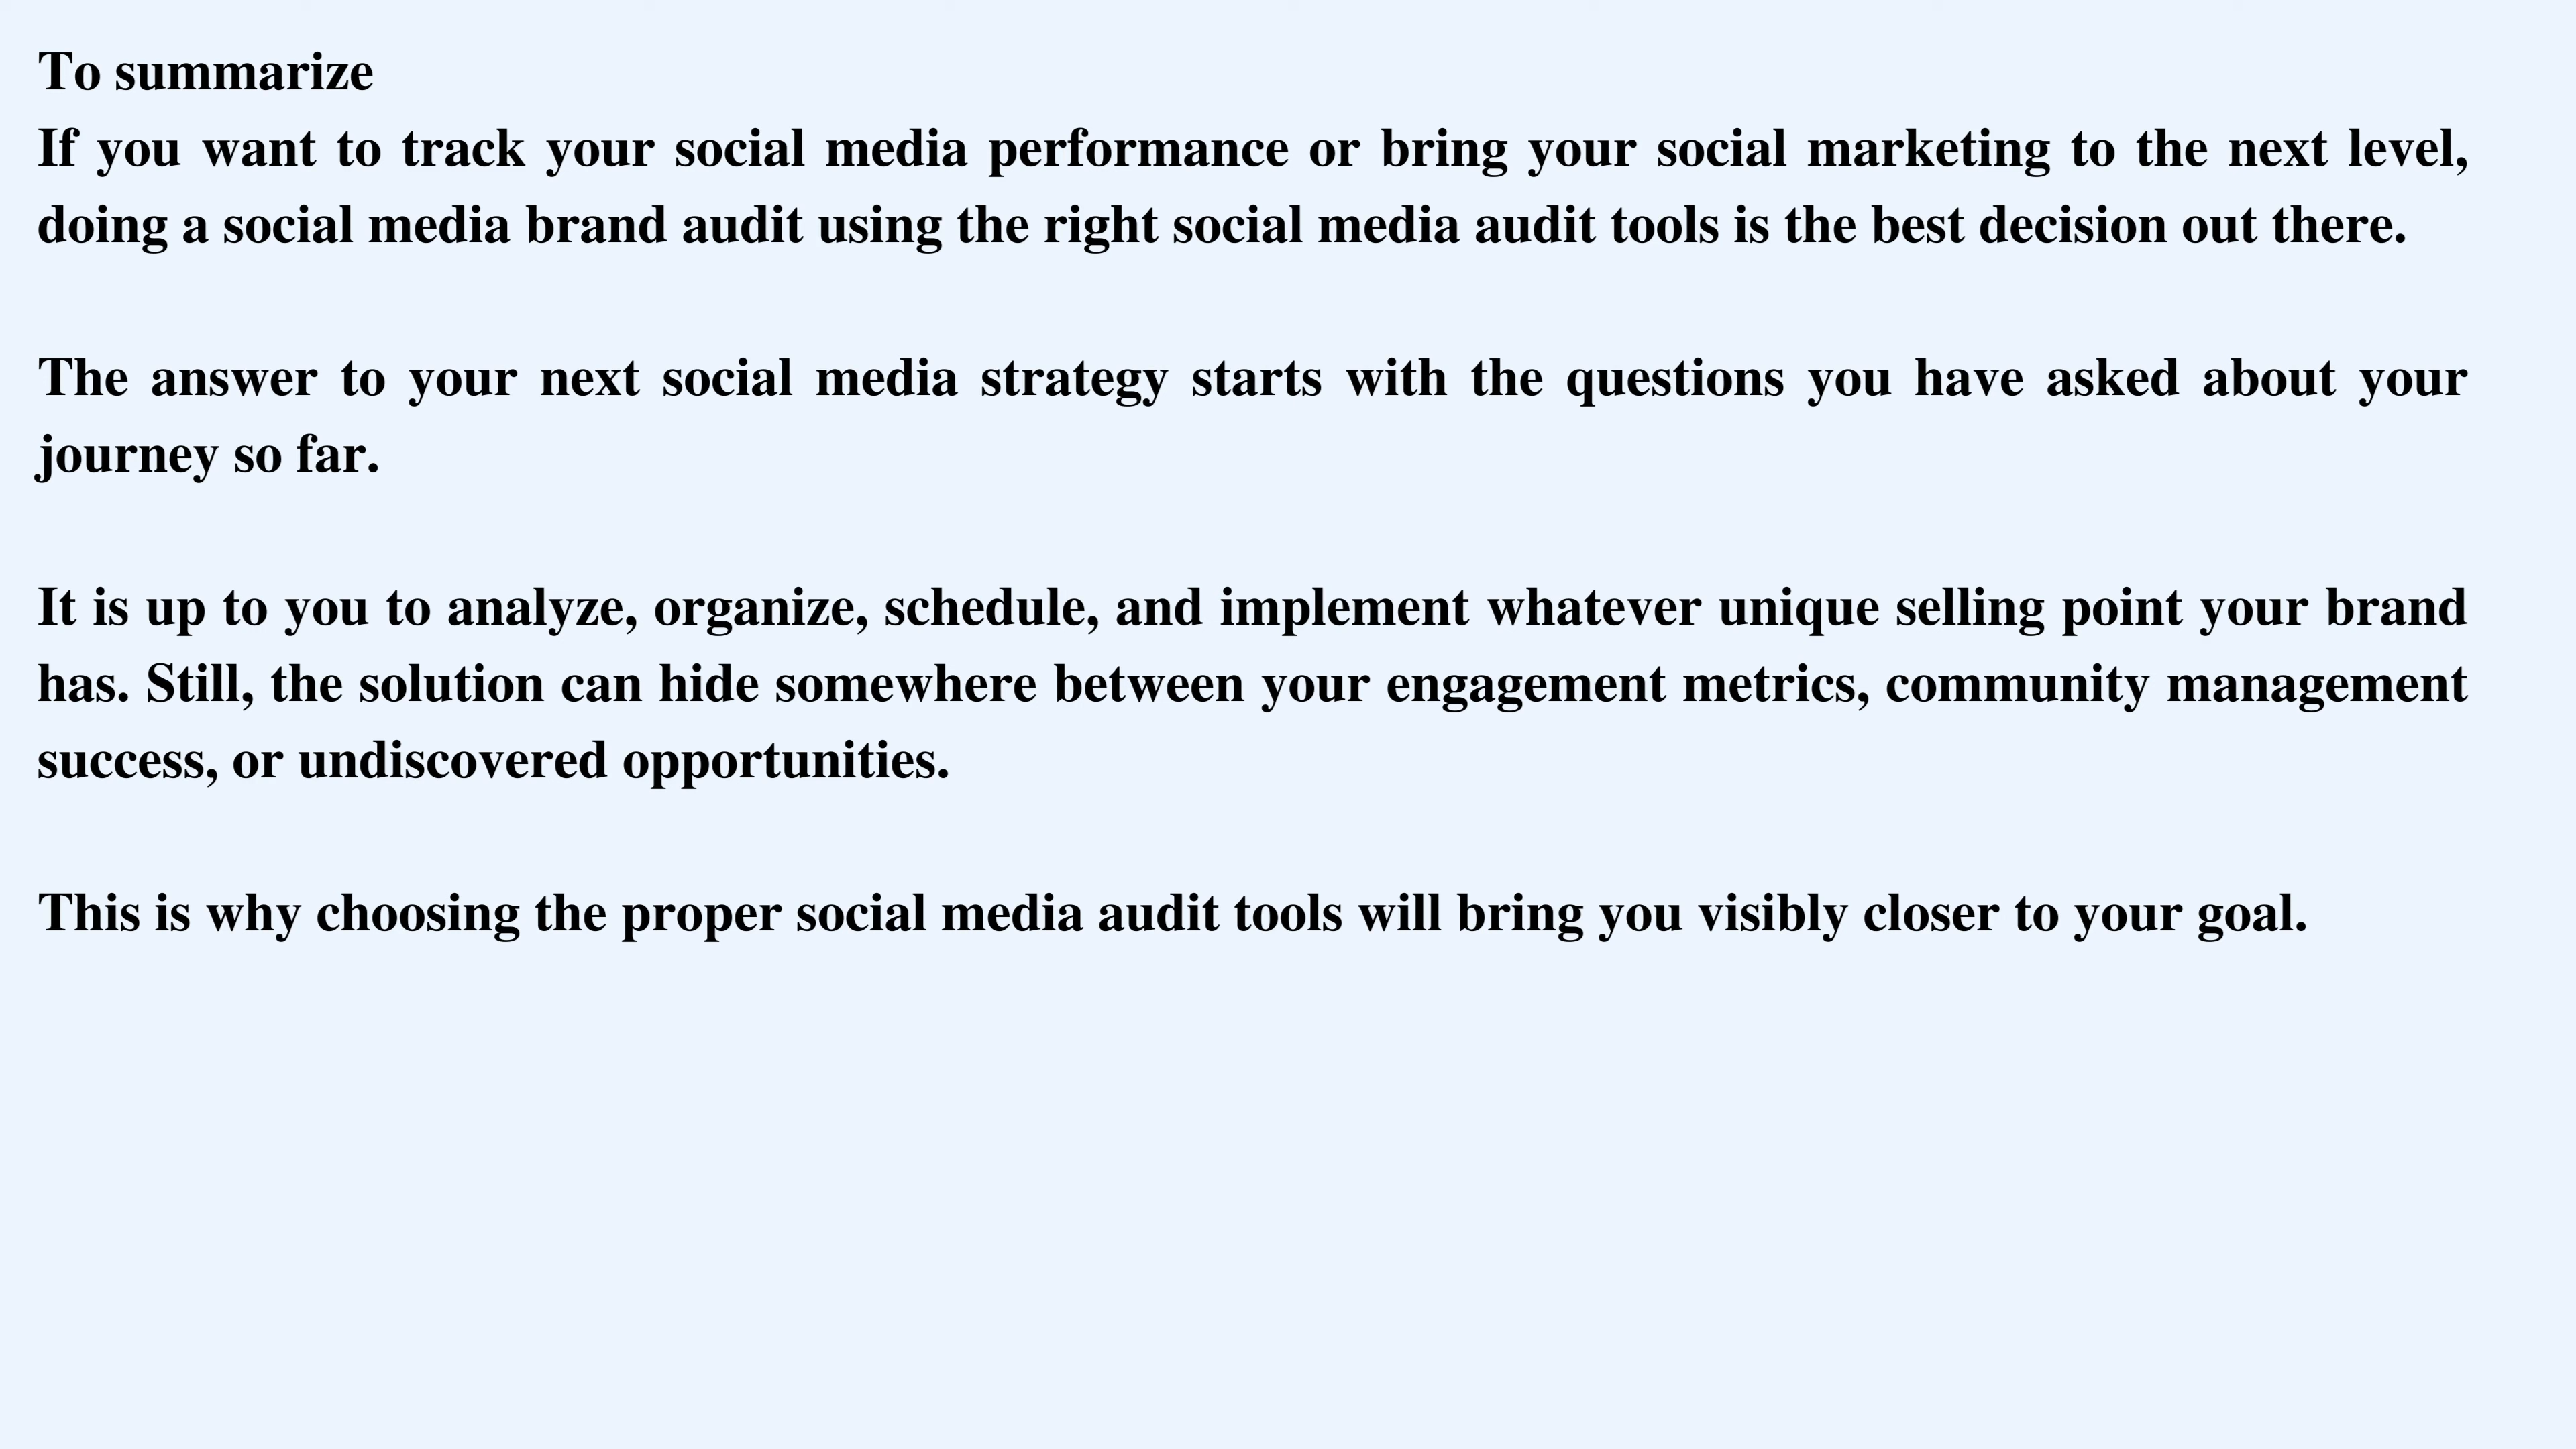 To summarize
If you want to track your social media performance or bring your social marketing to the next level,
doing a social media brand audit using the right social media audit tools is the best decision out there.
The answer to your next social media strategy starts with the questions you have asked about your
journey so far.
It is up to you to analyze, organize, schedule, and implement whatever unique selling point your brand
has. Still, the solution can hide somewhere between your engagement metrics, community management
success, or undiscovered opportunities.
This is why choosing the proper social media audit tools will bring you visibly closer to your goal.